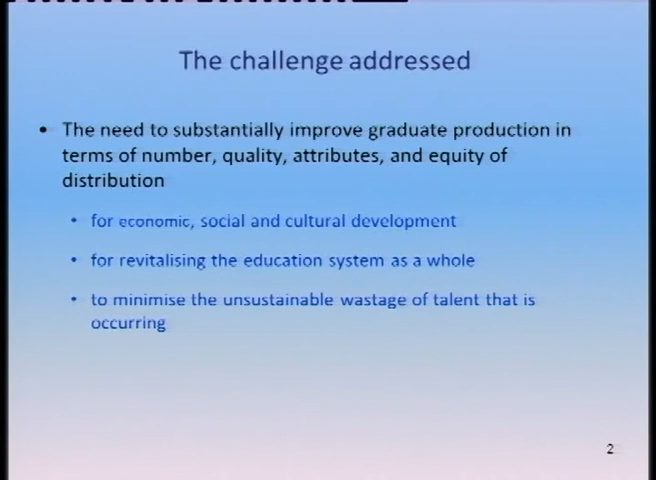 The challenge addressed
• The need to substantially improve graduate production in
terms of number, quality, attributes, and equity of
distribution
• for economic, social and cultural development
• for revitalising the education system as a whole
• to minimise the unsustainable wastage of talent that is
occurring
2